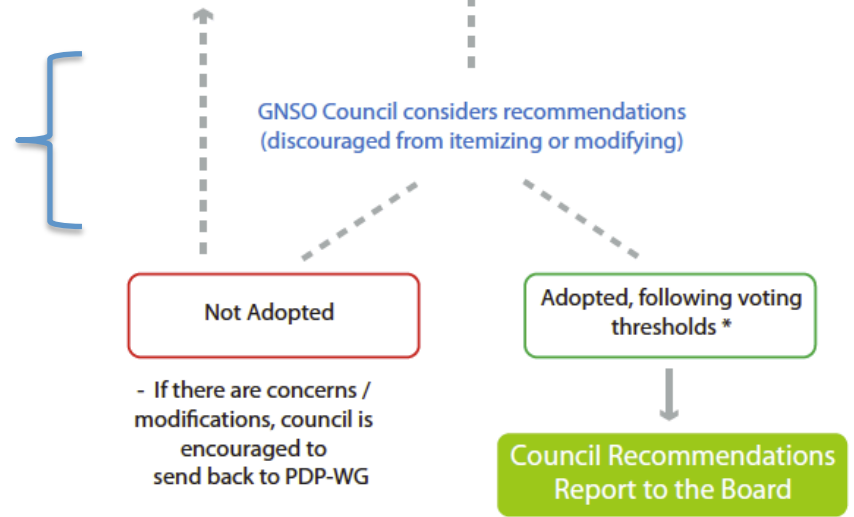 GNSO Council considers recommendations
(discouraged from itemizing or modifying)
Not Adopted
Adopted, following voting
thresholds *
- If there are concerns /
modifications, council is
encouraged to
send back to PDP-WG
Council Recommendations
Report to the Board